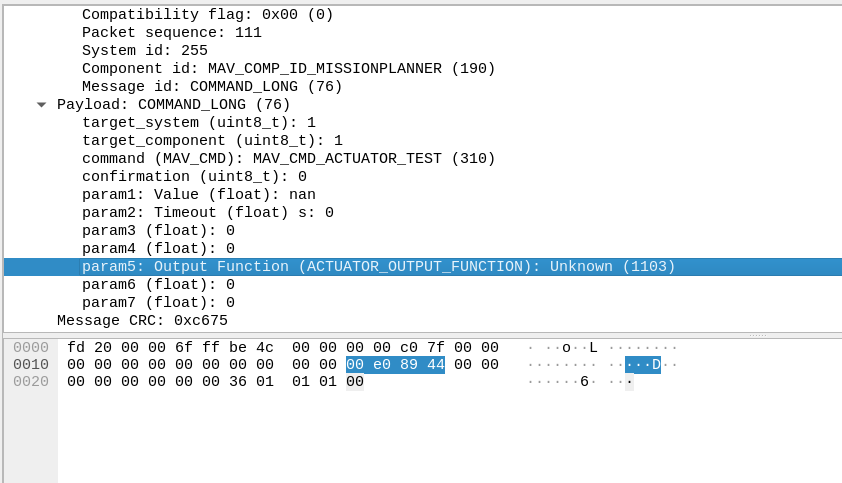 Compatibility flag: 0x00 (0)
Packet sequence: 111
System id: 255
Component id: MAV_COMP_ID_MISSIONPLANNER (190)
Message id: COMMAND_LONG (76)
Payload: COMMAND_LONG (76)
target_system (uint8_t): 1
target_component (uint8_t): 1
command (MAV_CMD): MAV_CMD_ACTUATOR_TEST (310)
confirmation (uint8_t): 0
param1: Value (float): nan
param2: Timeout (float) s: 0
param3 (float): 0
param4 (float): 0
param5: Output Function (ACTUATOR_OUTPUT_FUNCTION): Unknown (1103)
param6 (float): 0
param7 (float): 0
Message CRC: 0xc675
0000 fd 20 00 00 6f ff be 4c 00 00 00 00 c0 7f 00 00 · ··o··L ········
0010 00 00 00 00 00 00 00 00 00 00 00 e0 89 44 00 00 ········ ·····D··
0020 00 00 00 00 00 00 36 01 01 01 00 ······6· ···